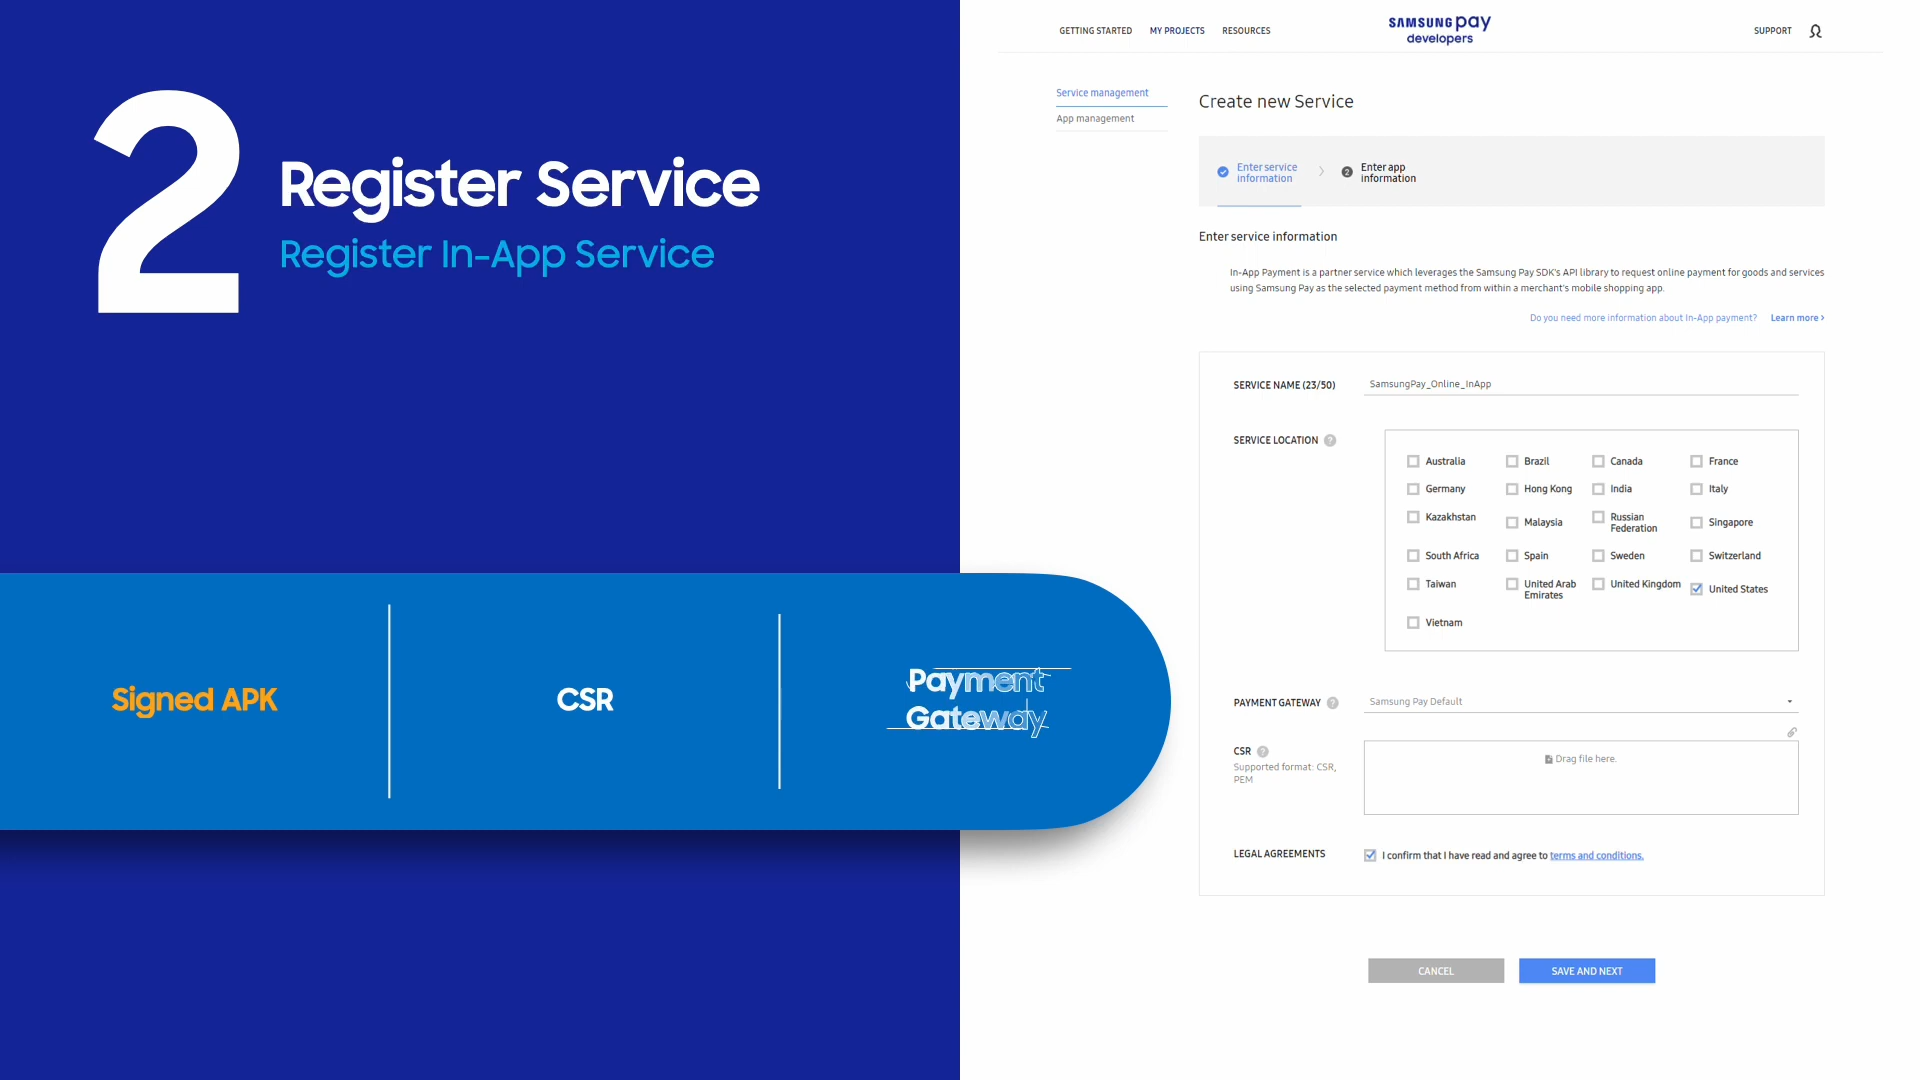 2
Register Service
Register In-App Service
Signed APK
CSR
Payment
Gateway
GETTING STARTED
MY PROJECTS
RESOURCES
SAMSUNG pay
developers
SUPPORT
Service management
App management
Create new Service
Enter service
information
2
Enter app
information
Enter service information
In-App Payment is a partner service which leverages the Samsung Pay SDK's API library to request online payment for goods and services
using Samsung Pay as the selected payment method from within a merchant's mobile shopping app.
Do you need more information about In-App payment? Learn more ›
SERVICE NAME (23/50)
SamsungPay_Online_InApp
SERVICE LOCATION ?
Australia
Brazil
Canada
France
Germany
Hong Kong
India
Italy
Kazakhstan
Malaysia
Russian
Federation
Singapore
South Africa
Spain
Sweden
Switzerland
Taiwan
United Arab
Emirates
United Kingdom
United States
Vietnam
PAYMENT GATEWAY ?
Samsung Pay Default
CSR ?
Supported format: CSR,
PEM
Drag file here.
LEGAL AGREEMENTS
I confirm that I have read and agree to terms and conditions.
CANCEL
SAVE AND NEXT